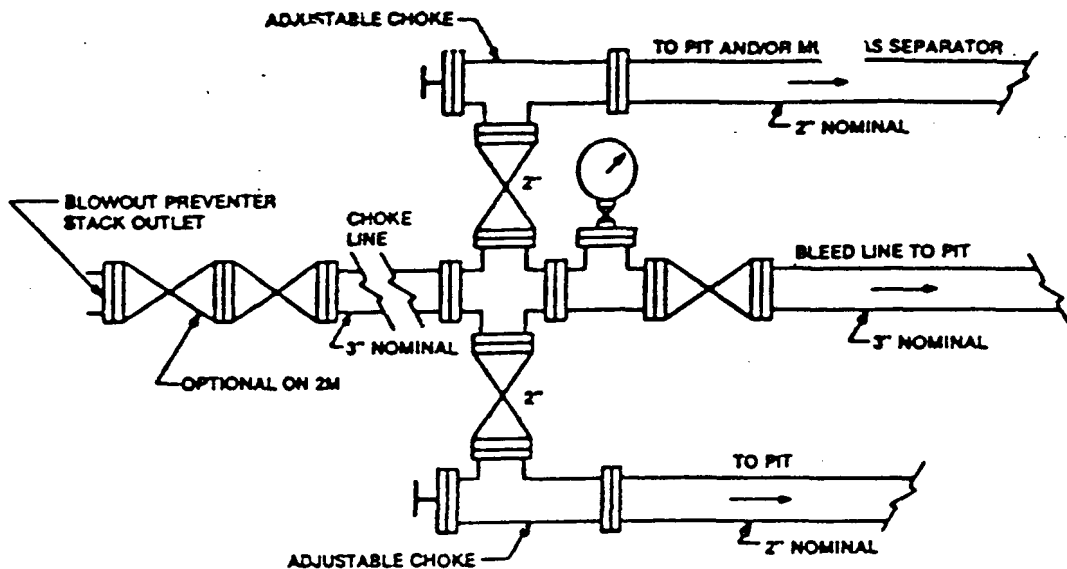 ADJUSTABLE CHOKE
TO PIT AND/OR SEPARATOR
2" NOMINAL
2"
BLOWOUT PREVENTER
STACK OUTLET
CHOKE
LINE
BLEED LINE TO PIT
3" NOMINAL
3" NOMINAL
OPTIONAL ON 2M
2"
TO PIT
2" NOMINAL
ADJUSTABLE CHOKE